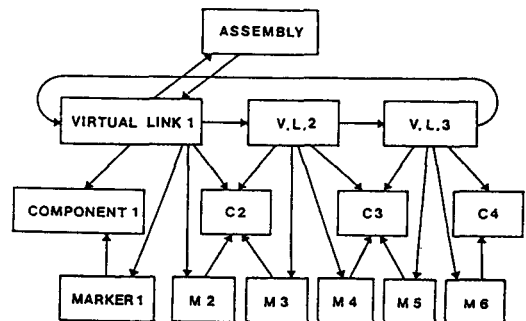 ASSEMBLY
VIRTUAL LINK 1
V.L.2
V.L.3
COMPONENT 1
C2
C3
C4
MARKER 1
M 2
M 3
M 4
M 5
M 6